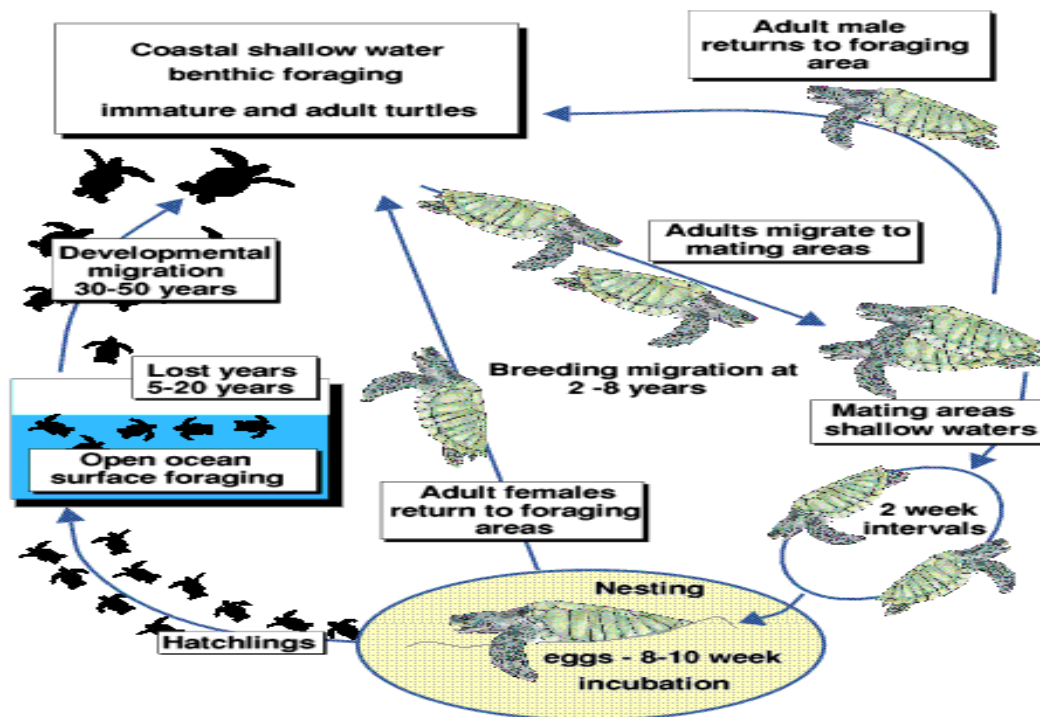 Coastal shallow water
benthic foraging
immature and adult turtles
Adult male
returns to foraging
area
Adults migrate to
mating areas
Developmental
migration
30-50 years
Lost years
5-20 years
Open ocean
surface foraging
Breeding migration at
2 -8 years
Mating areas
shallow waters
2 week
intervals
Adult females
return to foraging
areas
Nesting
eggs - 8-10 week
incubation
Hatchlings